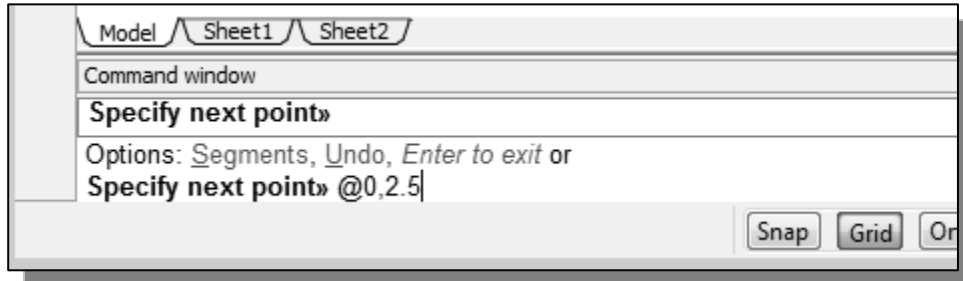 Model Sheet1 Sheet2
Command window
Specify next point»
Options: Segments, Undo, Enter to exit or
Specify next point» @0,2.5
Snap Grid